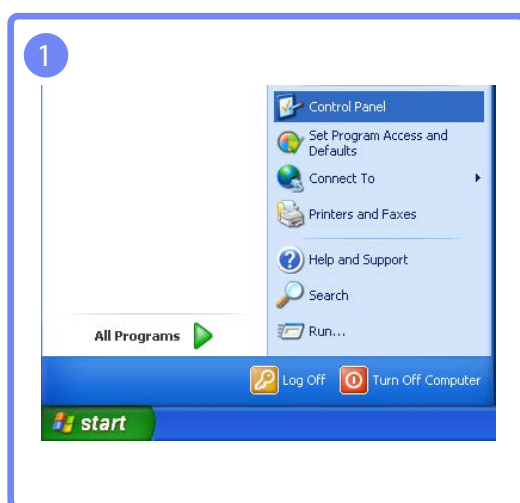 1
Control Panel
Set Program Access and
Defaults
Connect To
Printers and Faxes
Help and Support
Search
Run...
All Programs
Log Off
Turn Off Computer
start